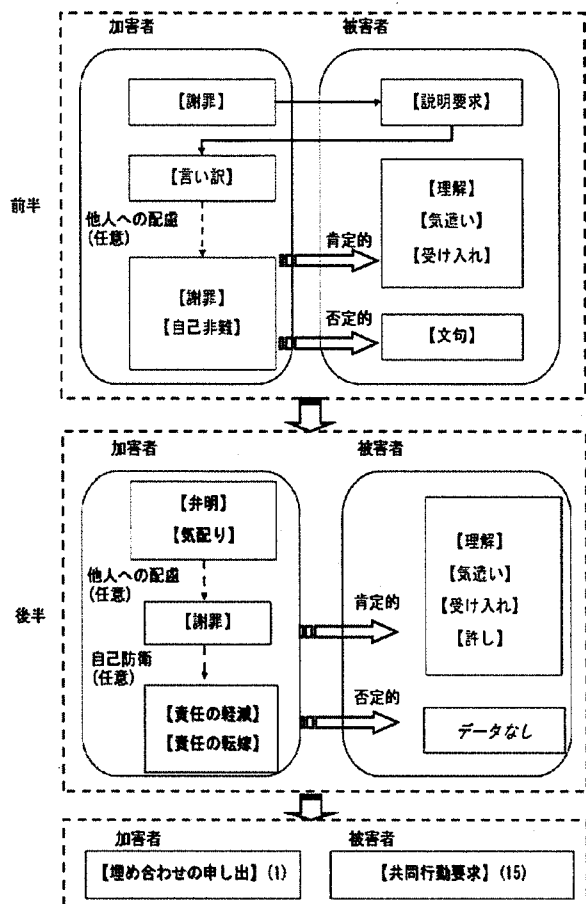 加害者
被害者
【謝罪】
【説明要求】
【言い訳】
前半
他人への配慮
(任意)
【理解】
【気遣い】
【受け入れ】
肯定的
【謝罪】
【自己非難】
否定的
【文句】
加害者
被害者
【弁明】
【気配り】
他人への配慮
(任意)
【理解】
【気遣い】
【受け入れ】
【許し】
後半
肯定的
【謝罪】
自己防衛
(任意)
否定的
【責任の軽減】
【責任の転嫁】
データなし
加害者
被害者
【埋め合わせの申し出】(1)
【共同行動要求】(15)